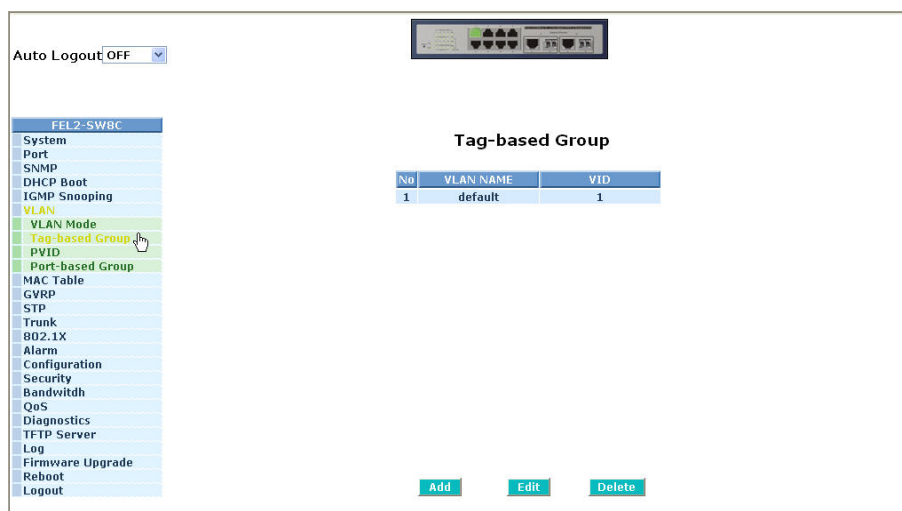 Auto Logout OFF
FEL2-SW8C
System
Port
SNMP
DHCP Boot
IGMP Snooping
VLAN
VLAN Mode
Tag-based Group
PVID
Port-based Group
MAC Table
GVRP
STP
Trunk
802.1X
Alarm
Configuration
Security
Bandwitdh
QoS
Diagnostics
TFTP Server
Log
Firmware Upgrade
Reboot
Logout
Tag-based Group
No VLAN NAME VID
1 default 1
Add Edit Delete